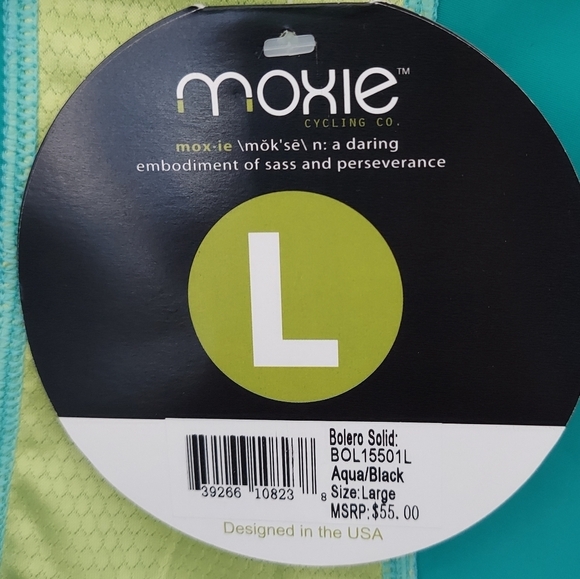 moxie™
CYCLING CO.
mox·ie \mŏk'sē\ n: a daring
embodiment of sass and perseverance
L
Bolero Solid:
BOL15501L
Aqua/Black
Size:Large
MSRP:$55.00
39266 10823 8
Designed in the USA